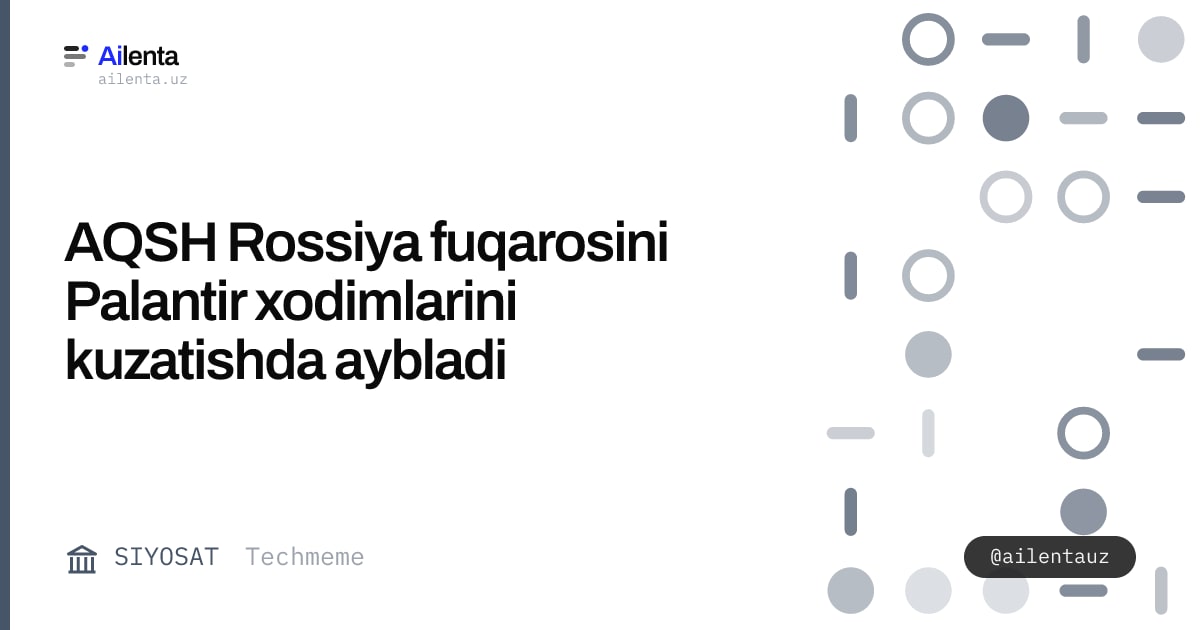 Ailenta
ailenta.uz
AQSH Rossiya fuqarosini
Palantir xodimlarini
kuzatishda aybladi
SIYOSAT Techmeme
@ailentauz